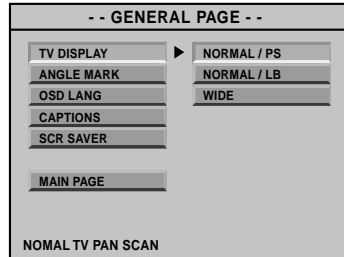 - - GENERAL PAGE - -
TV DISPLAY NORMAL / PS
ANGLE MARK NORMAL / LB
OSD LANG WIDE
CAPTIONS
SCR SAVER
MAIN PAGE
NOMAL TV PAN SCAN